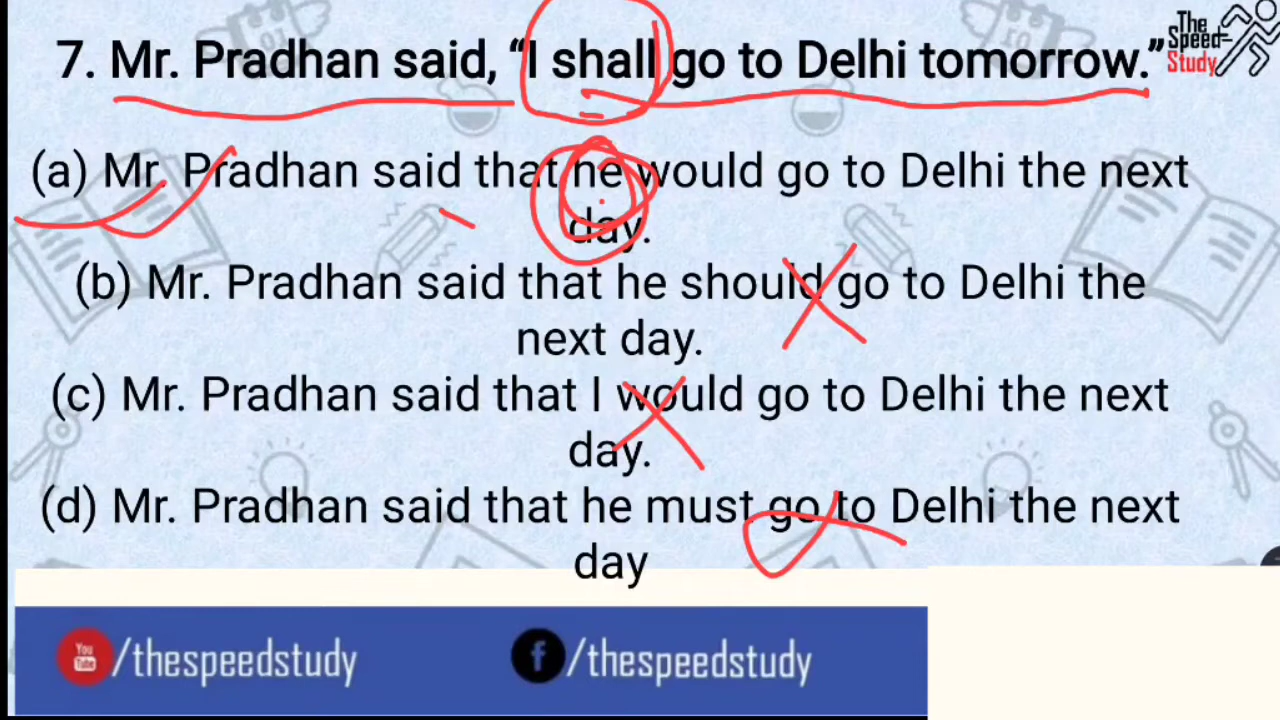 7. Mr. Pradhan said, “I shall go to Delhi tomorrow.”
The
Speed
Study
(a) Mr. Pradhan said that he would go to Delhi the next
day.
(b) Mr. Pradhan said that he should go to Delhi the
next day.
(c) Mr. Pradhan said that I would go to Delhi the next
day.
(d) Mr. Pradhan said that he must go to Delhi the next
day
You
Tube
/thespeedstudy
f
/thespeedstudy